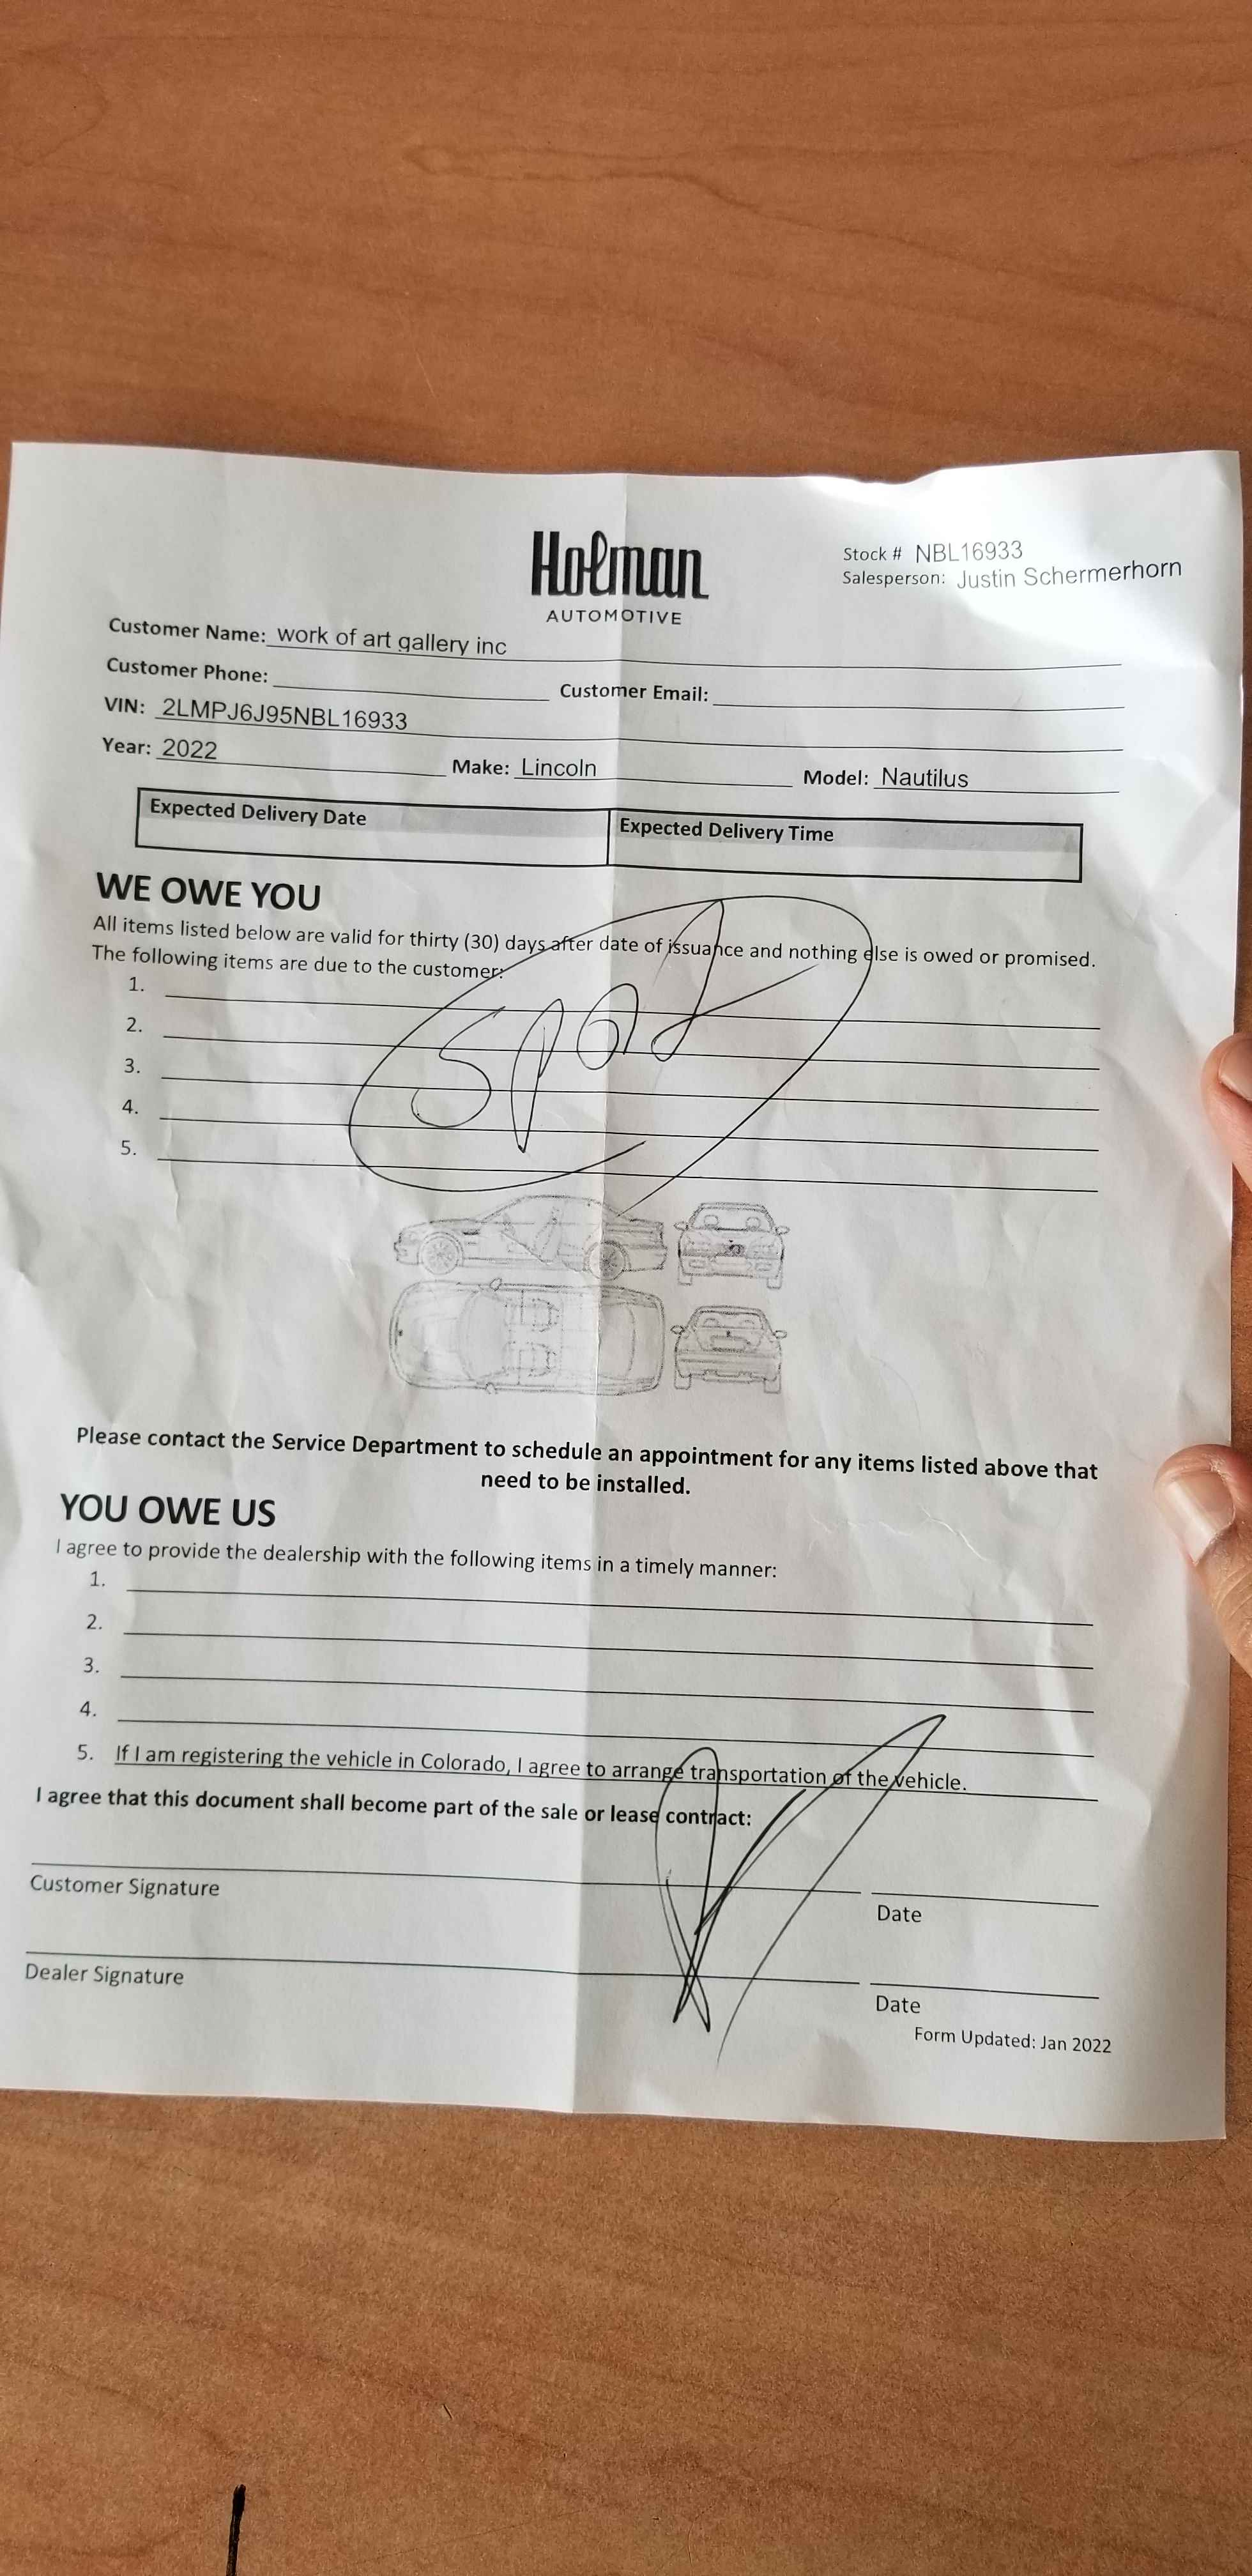 Holman
AUTOMOTIVE
Stock # NBL16933
Salesperson: Justin Schermerhorn
Customer Name: work of art gallery inc
Customer Phone: Customer Email:
VIN: 2LMPJ6J95NBL16933
Year: 2022 Make: Lincoln Model: Nautilus
Expected Delivery Date Expected Delivery Time
WE OWE YOU
All items listed below are valid for thirty (30) days after date of issuance and nothing else is owed or promised.
The following items are due to the customer:
1.
2.
3.
4.
5.
Please contact the Service Department to schedule an appointment for any items listed above that
need to be installed.
YOU OWE US
I agree to provide the dealership with the following items in a timely manner:
1.
2.
3.
4.
5. If I am registering the vehicle in Colorado, I agree to arrange transportation of the vehicle.
I agree that this document shall become part of the sale or lease contract:
Customer Signature Date
Dealer Signature Date
Form Updated: Jan 2022